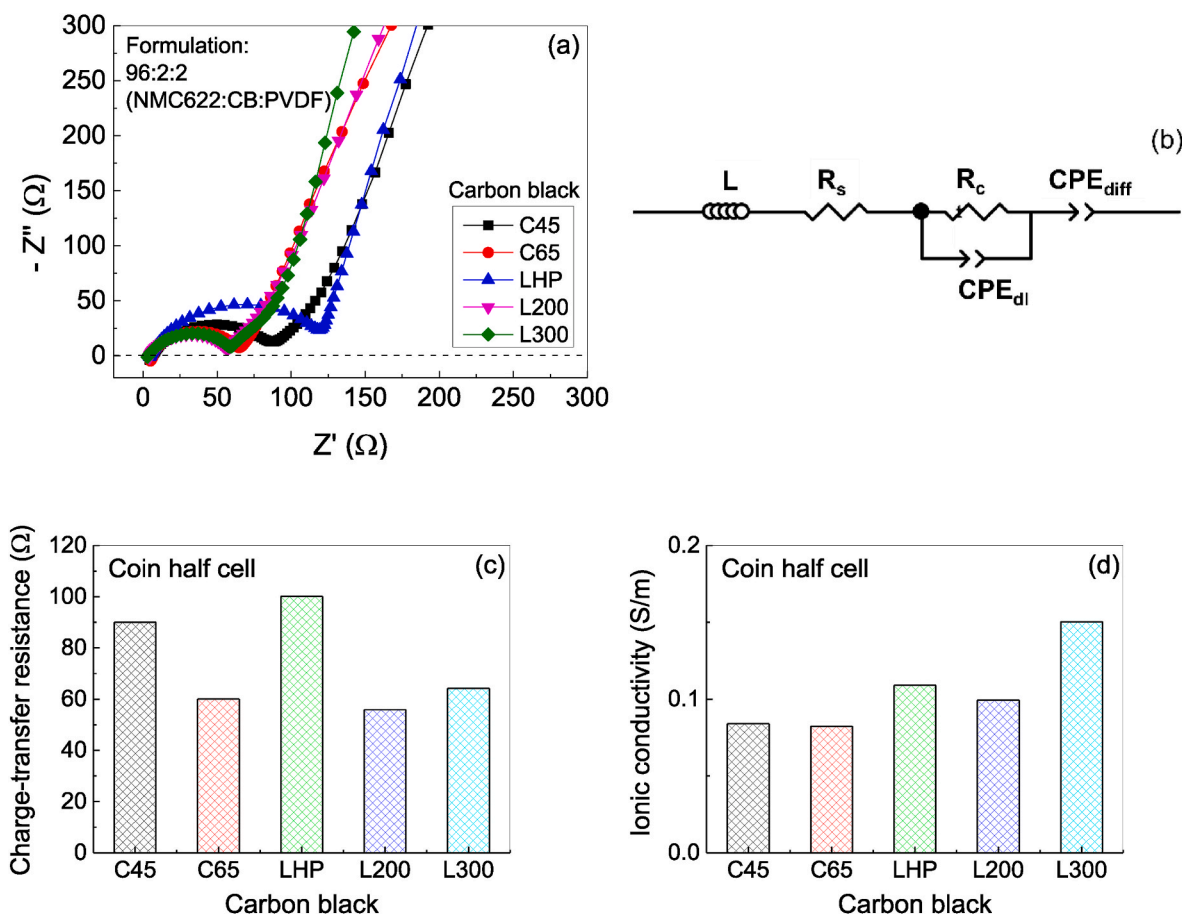 300
250
200
150
100
50
0
- Z'' (Ω)
Formulation:
96:2:2
(NMC622:CB:PVDF)
(a)
Carbon black
C45
C65
LHP
L200
L300
0 50 100 150 200 250 300
Z' (Ω)
(b)
L Rs Rc CPEdiff
CPEdl
120
100
80
60
40
20
0
Charge-transfer resistance (Ω)
Coin half cell (c)
C45 C65 LHP L200 L300
Carbon black
0.2
0.1
0.0
Ionic conductivity (S/m)
Coin half cell (d)
C45 C65 LHP L200 L300
Carbon black